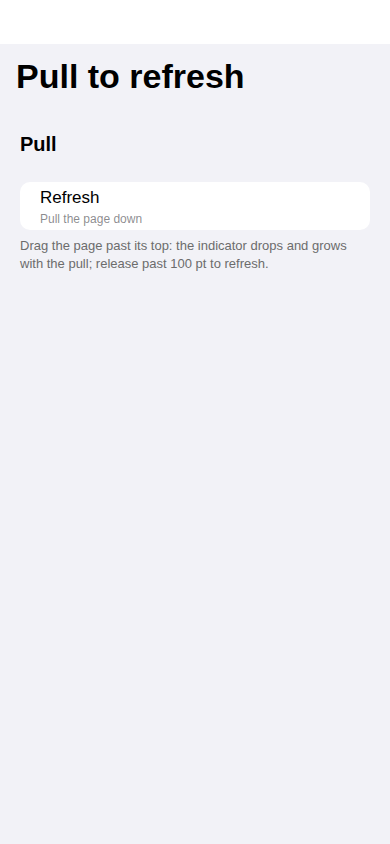 Pull to refresh
Pull
Refresh
Pull the page down
Drag the page past its top: the indicator drops and grows
with the pull; release past 100 pt to refresh.